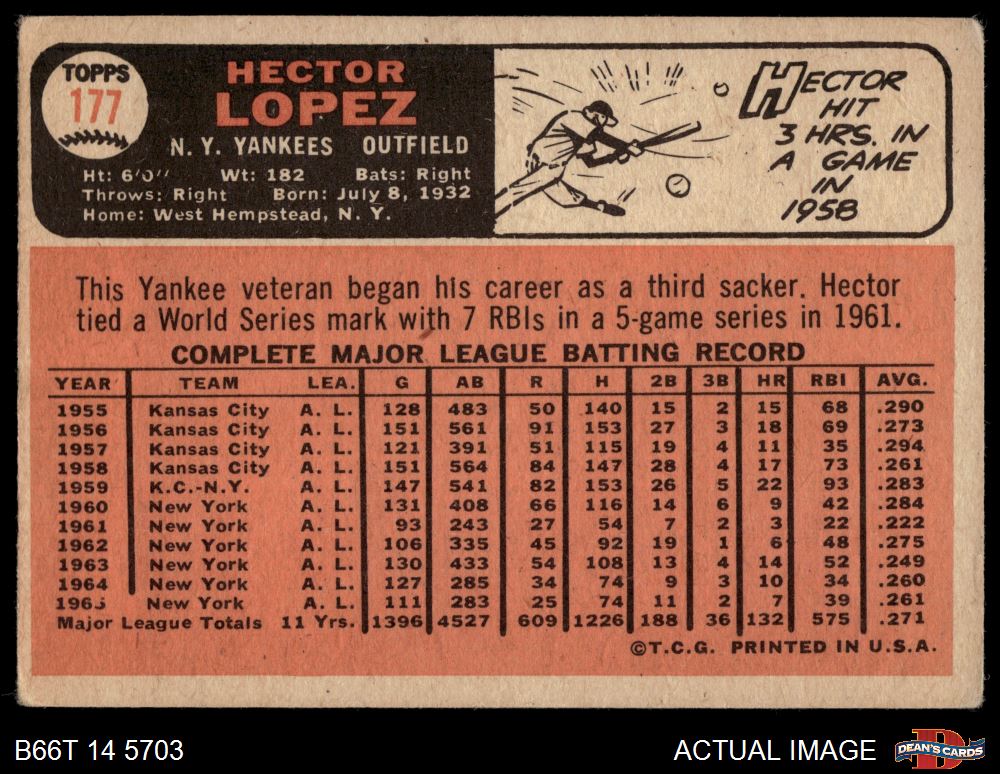 TOPPS
177
HECTOR
LOPEZ
N. Y. YANKEES OUTFIELD
Ht: 6'0" Wt: 182 Bats: Right
Throws: Right Born: July 8, 1932
Home: West Hempstead, N. Y.
HECTOR
HIT
3 HRS. IN
A GAME
IN
1958
This Yankee veteran began his career as a third sacker. Hector
tied a World Series mark with 7 RBIs in a 5-game series in 1961.
COMPLETE MAJOR LEAGUE BATTING RECORD
YEAR TEAM LEA. G AB R H 2B 3B HR RBI AVG.
1955 Kansas City A. L. 128 483 50 140 15 2 15 68 .290
1956 Kansas City A. L. 151 561 91 153 27 3 18 69 .273
1957 Kansas City A. L. 121 391 51 115 19 4 11 35 .294
1958 Kansas City A. L. 151 564 84 147 28 4 17 73 .261
1959 K.C.-N.Y. A. L. 147 541 82 153 26 5 22 93 .283
1960 New York A. L. 131 408 66 116 14 6 9 42 .284
1961 New York A. L. 93 243 27 54 7 2 3 22 .222
1962 New York A. L. 106 335 45 92 19 1 6 48 .275
1963 New York A. L. 130 433 54 108 13 4 14 52 .249
1964 New York A. L. 127 285 34 74 9 3 10 34 .260
1965 New York A. L. 111 283 25 74 11 2 7 39 .261
Major League Totals 11 Yrs. 1396 4527 609 1226 188 36 132 575 .271
©T.C.G. PRINTED IN U.S.A.
B66T 14 5703
ACTUAL IMAGE
DEAN'S CARDS